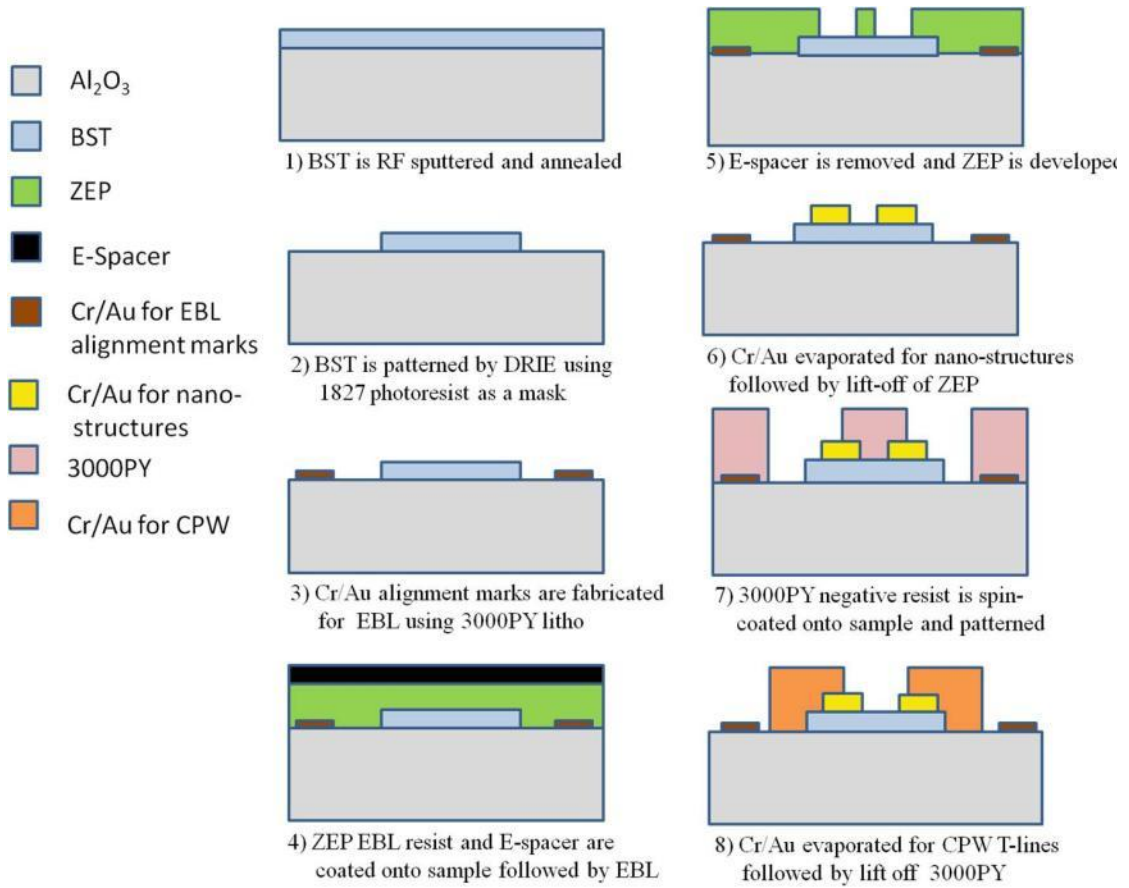 Al₂O₃
BST
ZEP
E-Spacer
Cr/Au for EBL
alignment marks
Cr/Au for nano-
structures
3000PY
Cr/Au for CPW
1) BST is RF sputtered and annealed
2) BST is patterned by DRIE using
1827 photoresist as a mask
3) Cr/Au alignment marks are fabricated
for EBL using 3000PY litho
4) ZEP EBL resist and E-spacer are
coated onto sample followed by EBL
5) E-spacer is removed and ZEP is developed
6) Cr/Au evaporated for nano-structures
followed by lift-off of ZEP
7) 3000PY negative resist is spin-
coated onto sample and patterned
8) Cr/Au evaporated for CPW T-lines
followed by lift off 3000PY